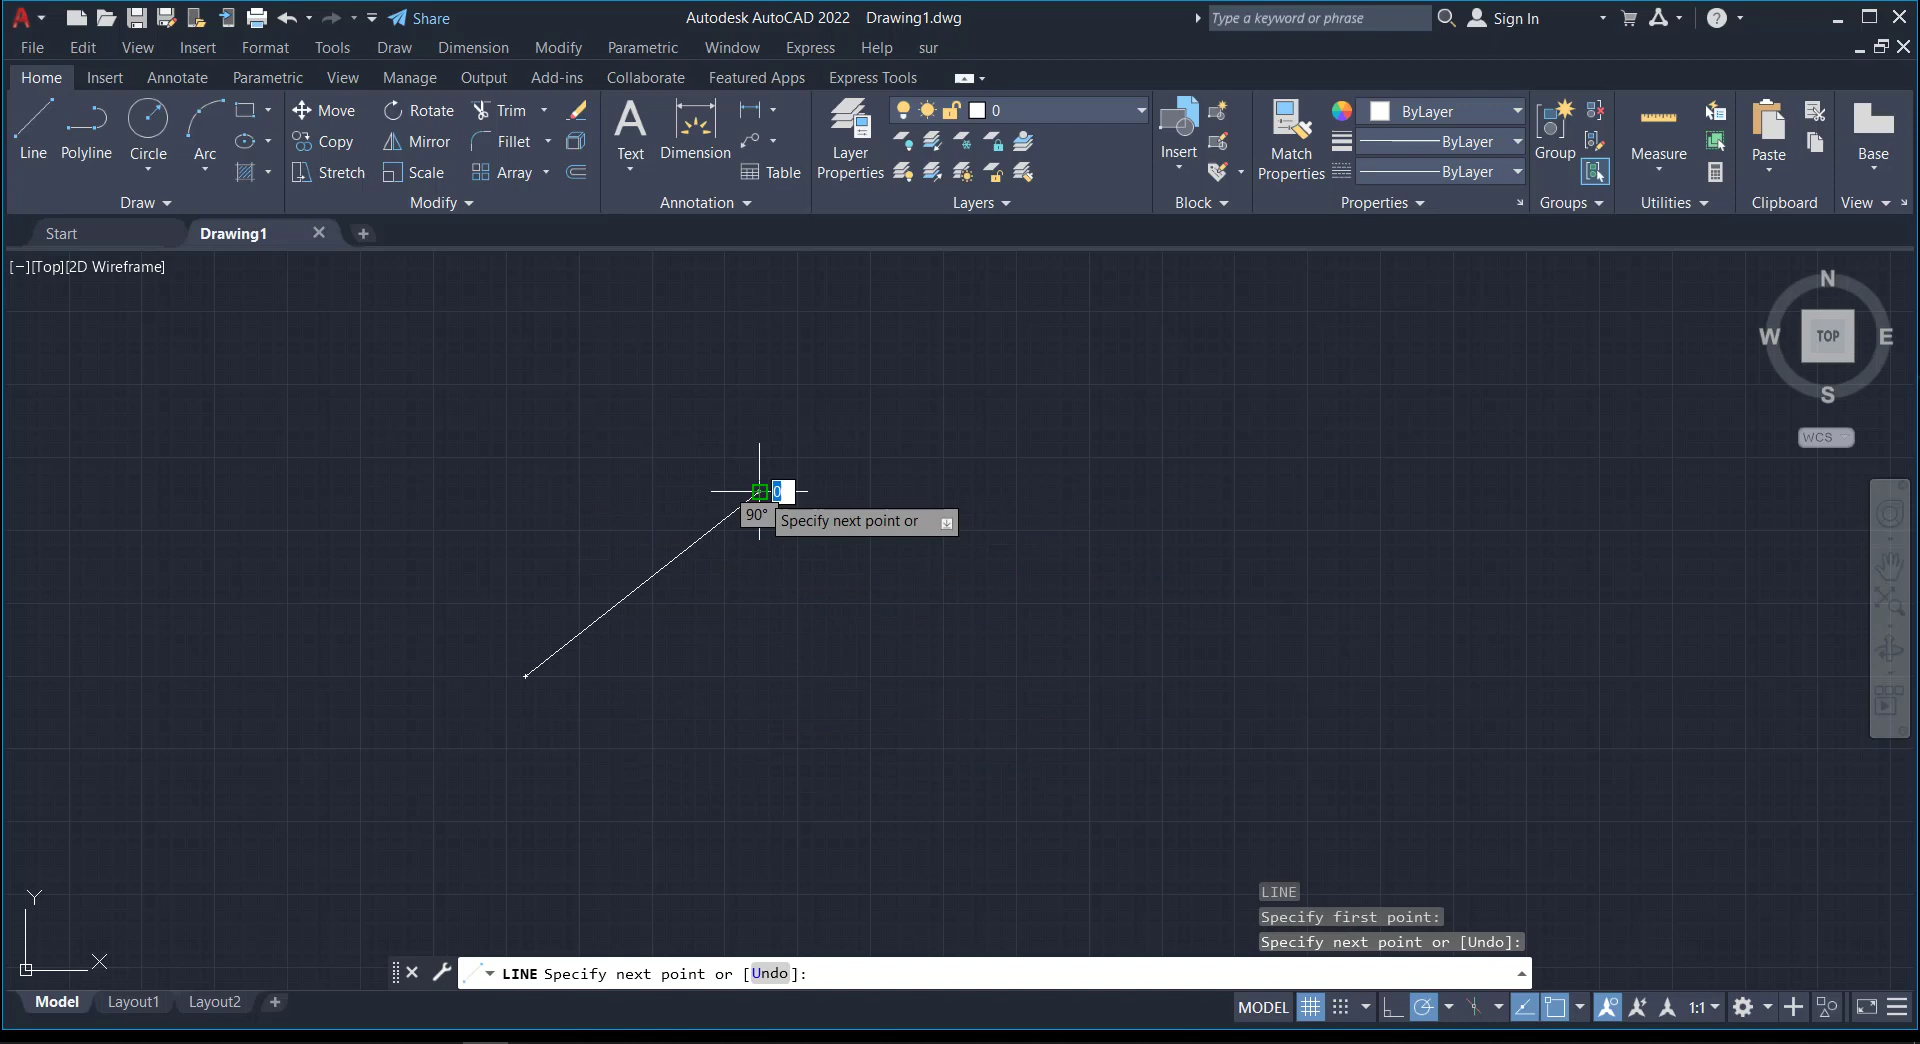 Share
Autodesk AutoCAD 2022 Drawing1.dwg
Type a keyword or phrase
Sign In
File Edit View Insert Format Tools Draw Dimension Modify Parametric Window Express Help sur
Home Insert Annotate Parametric View Manage Output Add-ins Collaborate Featured Apps Express Tools
Line Polyline Circle Arc
Draw
Move Rotate Trim
Copy Mirror Fillet
Stretch Scale Array
Modify
Text Dimension Table
Annotation
Layer Properties
0
Layers
Insert
Block
Match Properties
ByLayer
ByLayer
ByLayer
Properties
Group
Groups
Measure
Utilities
Paste
Clipboard
Base
View
Start Drawing1
[−][Top][2D Wireframe]
N
W TOP E
S
WCS
0
90°
Specify next point or
Y
X
LINE
Specify first point:
Specify next point or [Undo]:
LINE Specify next point or [Undo]:
Model Layout1 Layout2
MODEL
1:1